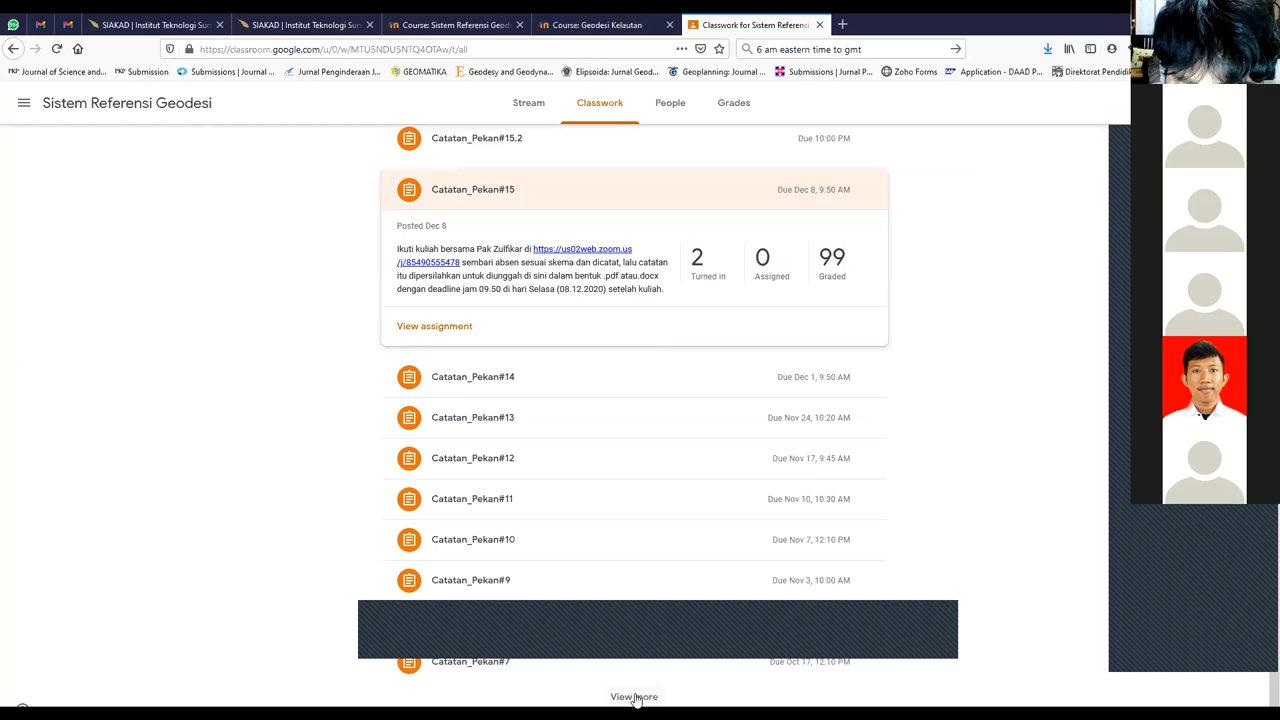 SIAKAD | Institut Teknologi Sun
SIAKAD | Institut Teknologi Sun
Course: Sistem Referensi Geode
Course: Geodesi Kelautan
Classwork for Sistem Referensi
https://classroom.google.com/u/0/w/MTU5NDU5NTQ4OTAw/t/all
6 am eastern time to gmt
Journal of Science and...
Submission
Submissions | Journal ...
Jurnal Penginderaan J...
GEOMATIKA
Geodesy and Geodyna...
Elipsoida: Jurnal Geod...
Geoplanning: Journal ...
Submissions | Jurnal P...
Zoho Forms
Application - DAAD P...
Direktorat Pendidik
Sistem Referensi Geodesi
Stream
Classwork
People
Grades
Catatan_Pekan#15.2
Due 10:00 PM
Catatan_Pekan#15
Due Dec 8, 9:50 AM
Posted Dec 8
Ikuti kuliah bersama Pak Zulfikar di https://us02web.zoom.us
/j/85490555478 sembari absen sesuai skema dan dicatat, lalu catatan
itu dipersilahkan untuk diunggah di sini dalam bentuk .pdf atau.docx
dengan deadline jam 09.50 di hari Selasa (08.12.2020) setelah kuliah.
2
Turned in
0
Assigned
99
Graded
View assignment
Catatan_Pekan#14
Due Dec 1, 9:50 AM
Catatan_Pekan#13
Due Nov 24, 10:20 AM
Catatan_Pekan#12
Due Nov 17, 9:45 AM
Catatan_Pekan#11
Due Nov 10, 10:30 AM
Catatan_Pekan#10
Due Nov 7, 12:10 PM
Catatan_Pekan#9
Due Nov 3, 10:00 AM
Catatan_Pekan#7
Due Oct 17, 12:10 PM
View more